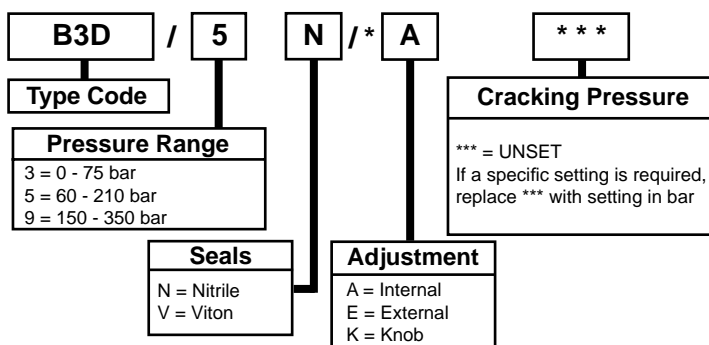 B3D / 5 N / * A ***
Type Code
Cracking Pressure
*** = UNSET
If a specific setting is required,
replace *** with setting in bar
Pressure Range
3 = 0 - 75 bar
5 = 60 - 210 bar
9 = 150 - 350 bar
Seals
N = Nitrile
V = Viton
Adjustment
A = Internal
E = External
K = Knob